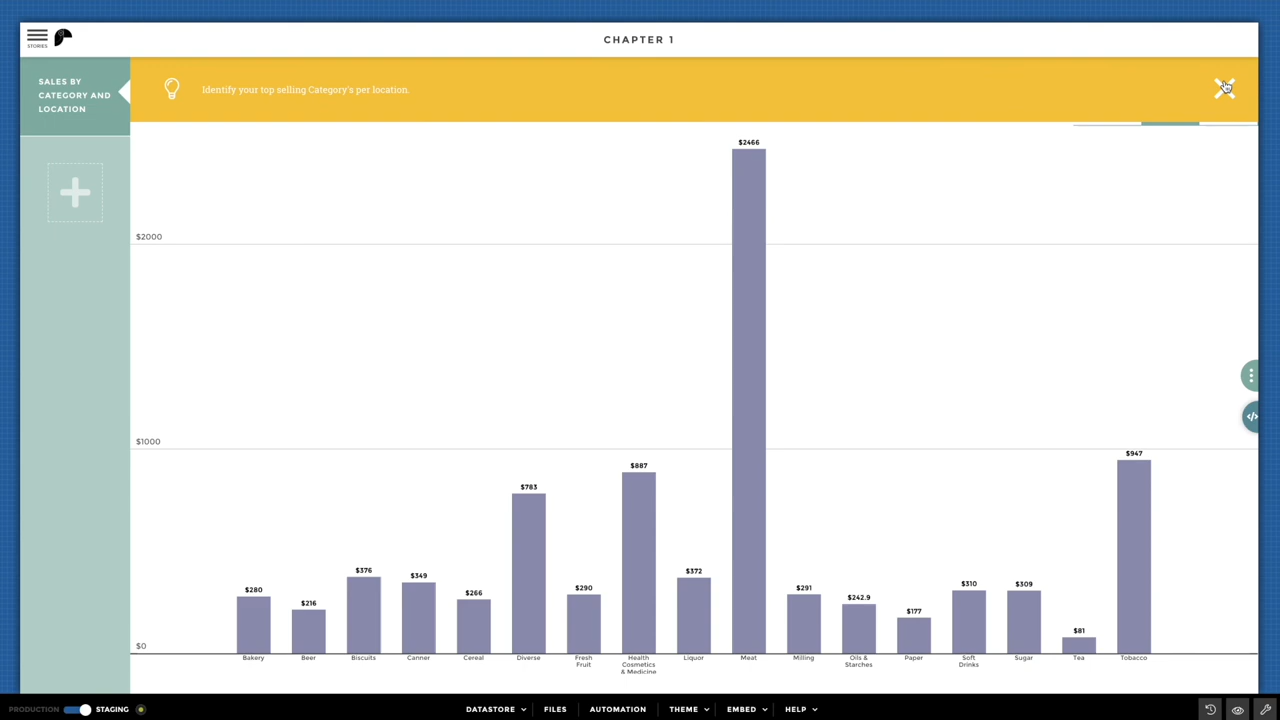 STORIES
CHAPTER 1
SALES BY
CATEGORY AND
LOCATION
Identify your top selling Category's per location.
$2466
$2000
$1000
$947
$887
$783
$376
$349
$372
$280
$216
$266
$290
$291
$242.9
$177
$310
$309
$81
$0
Bakery
Beer
Biscuits
Canner
Cereal
Diverse
Fresh
Fruit
Health
Cosmetics
& Medicine
Liquor
Meat
Milling
Oils &
Starches
Paper
Soft
Drinks
Sugar
Tea
Tobacco
PRODUCTION
STAGING
DATASTORE
FILES
AUTOMATION
THEME
EMBED
HELP